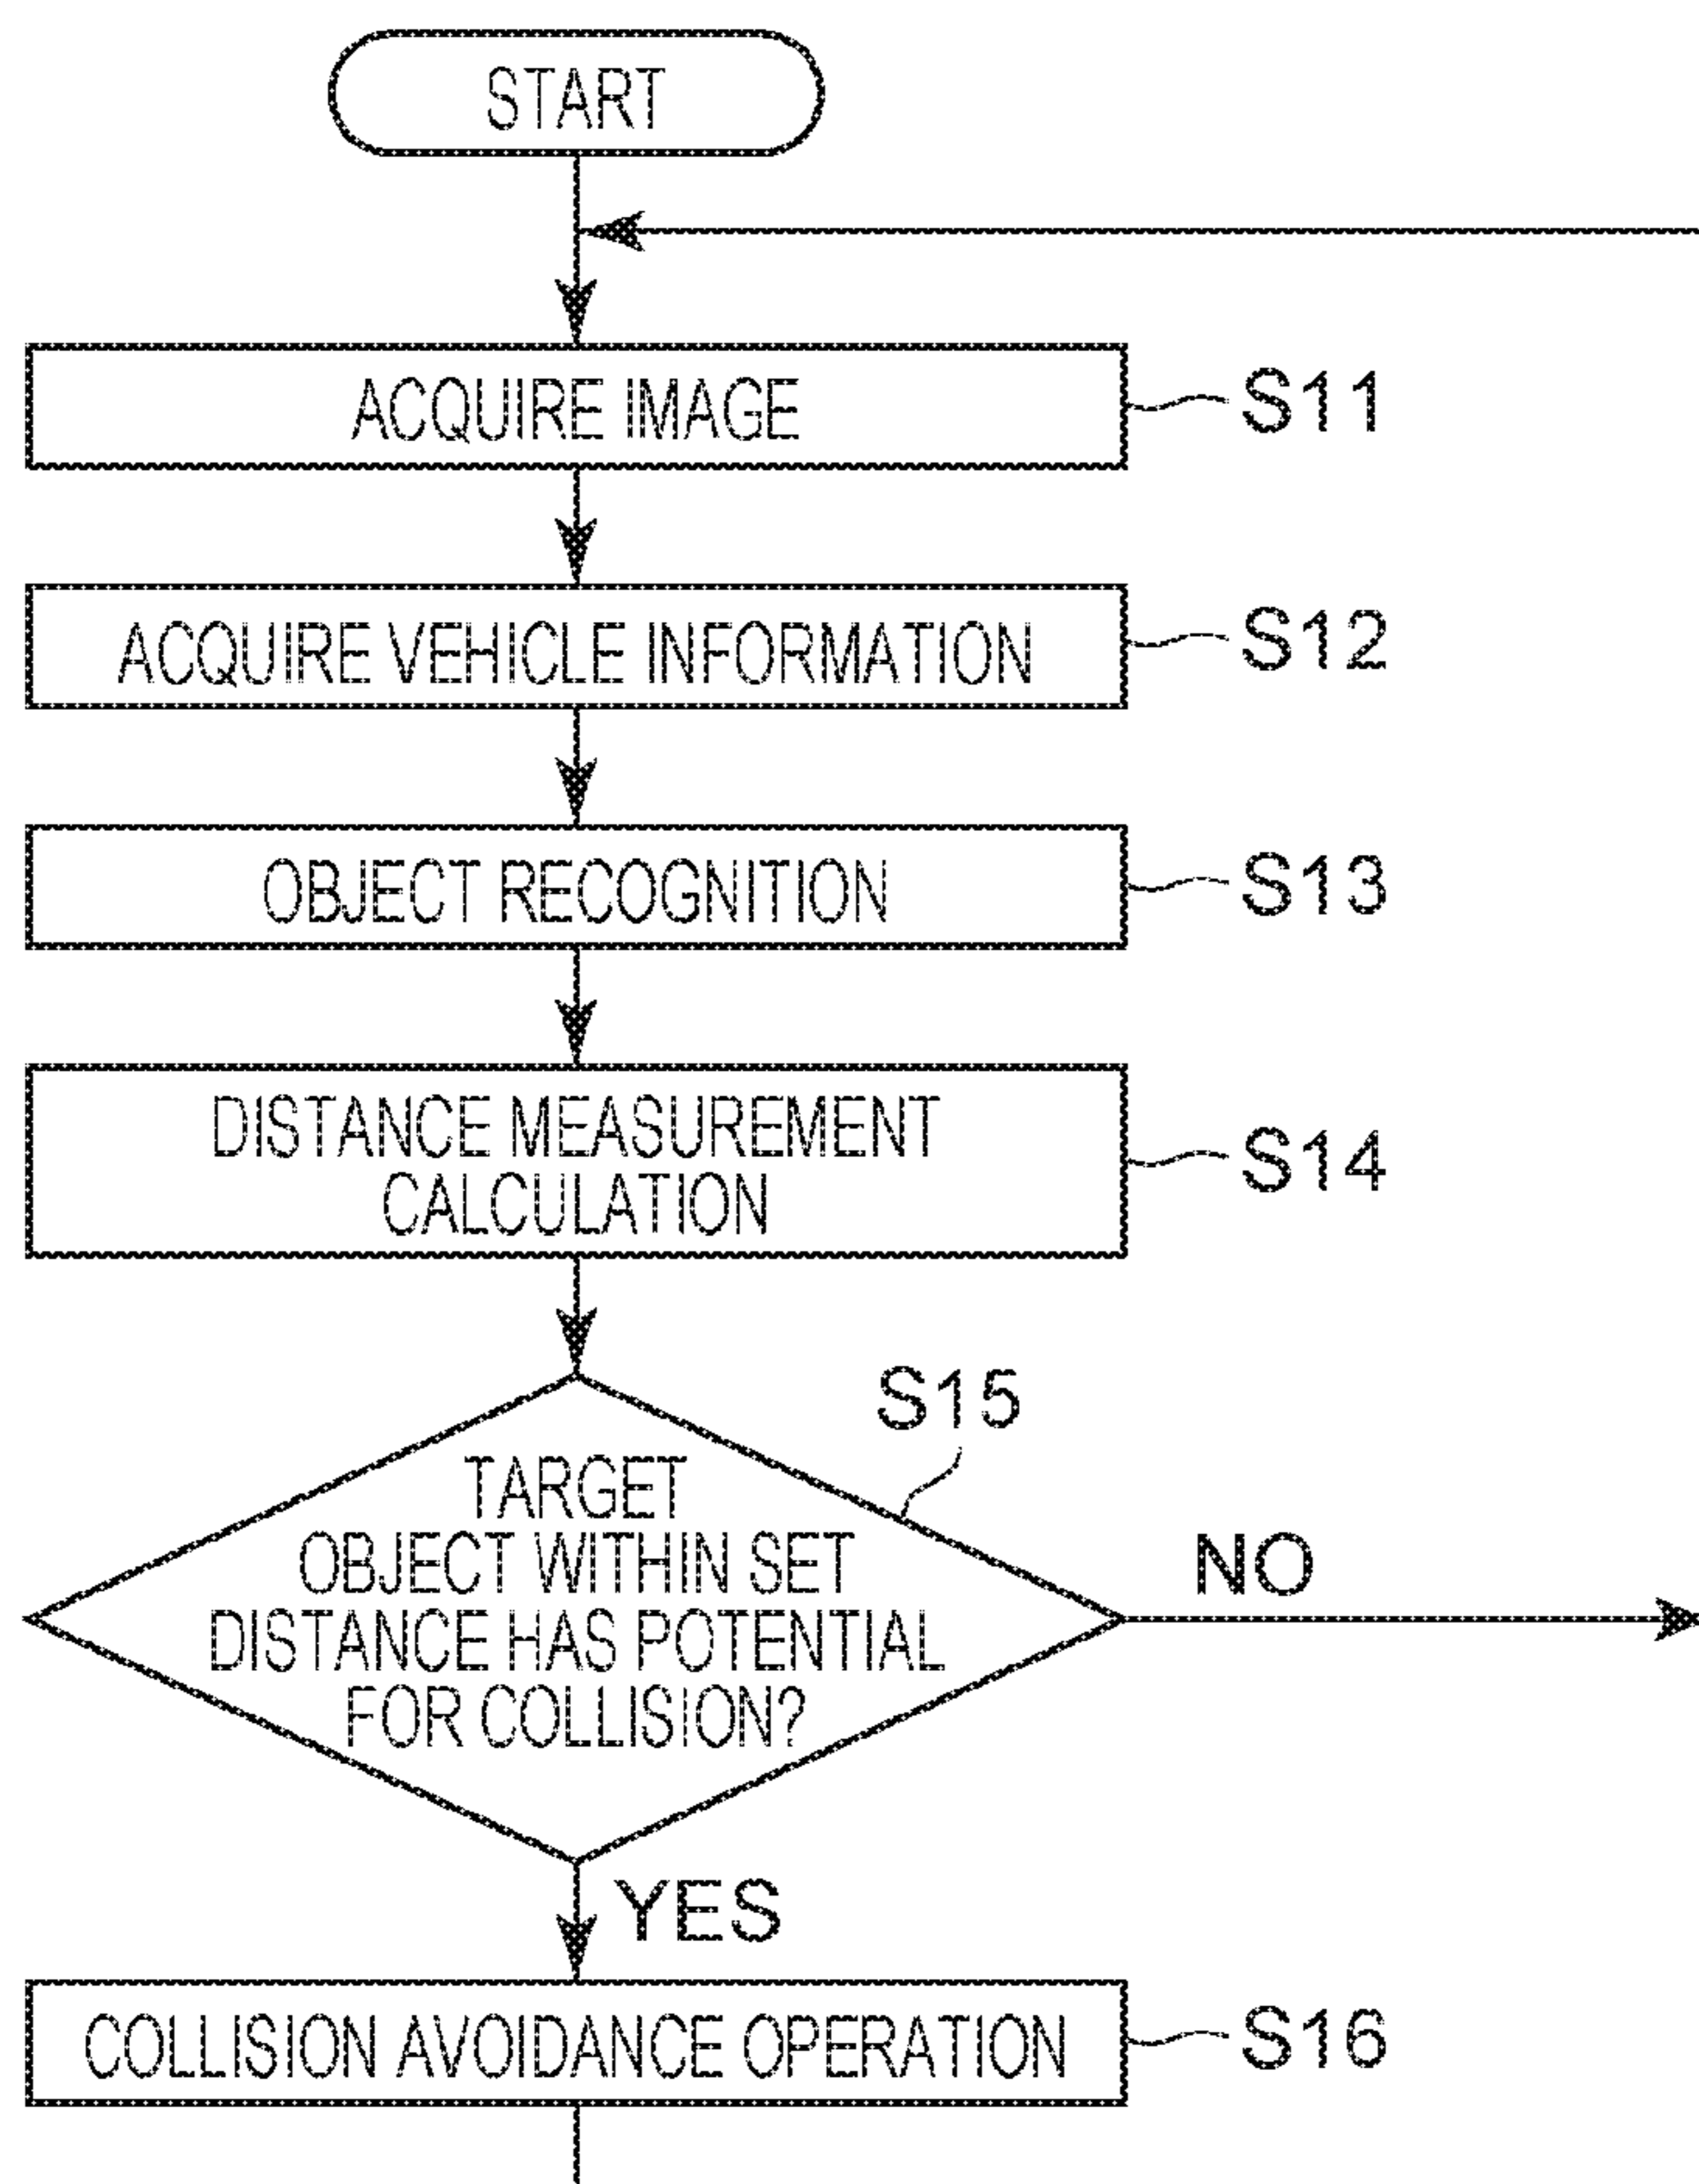 START
ACQUIRE IMAGE
S11
ACQUIRE VEHICLE INFORMATION
S12
OBJECT RECOGNITION
S13
DISTANCE MEASUREMENT
CALCULATION
S14
S15
TARGET
OBJECT WITHIN SET
DISTANCE HAS POTENTIAL
FOR COLLISION?
NO
YES
COLLISION AVOIDANCE OPERATION
S16